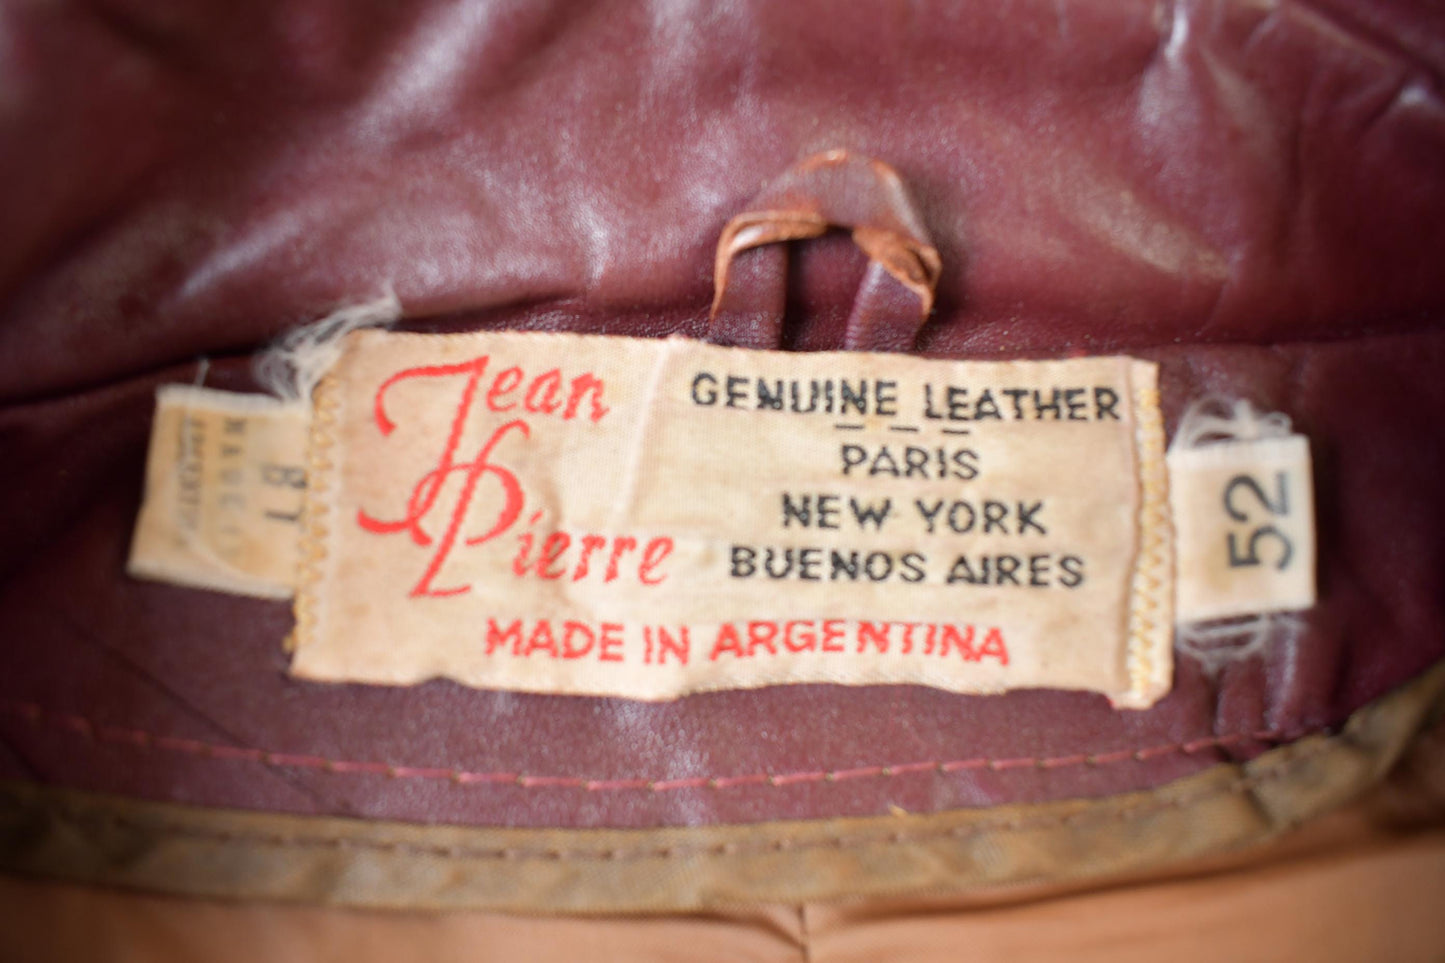 Jean
Pierre
GENUINE LEATHER
PARIS
NEW YORK
BUENOS AIRES
MADE IN ARGENTINA
52